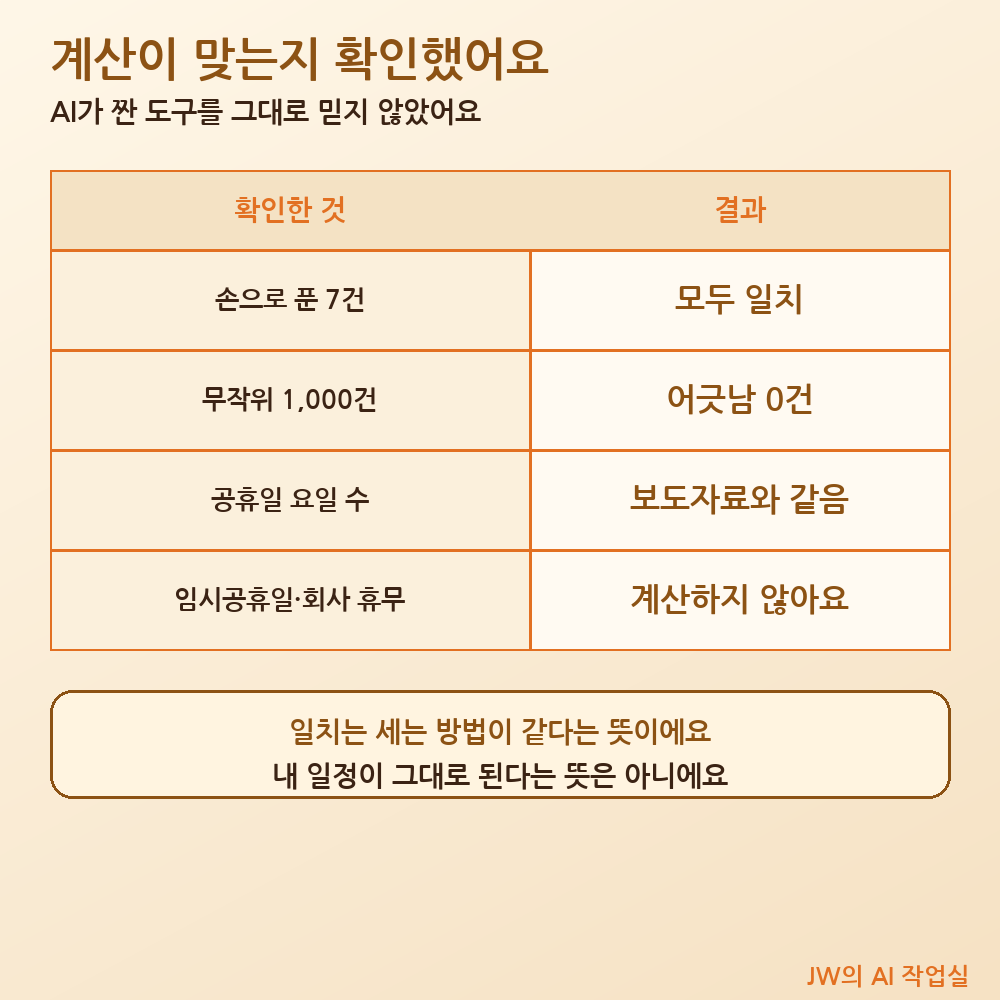 계산이 맞는지 확인했어요
AI가 짠 도구를 그대로 믿지 않았어요
확인한 것 결과
손으로 푼 7건 모두 일치
무작위 1,000건 어긋남 0건
공휴일 요일 수 보도자료와 같음
임시공휴일·회사 휴무 계산하지 않아요
일치는 세는 방법이 같다는 뜻이에요
내 일정이 그대로 된다는 뜻은 아니에요
JW의 AI 작업실